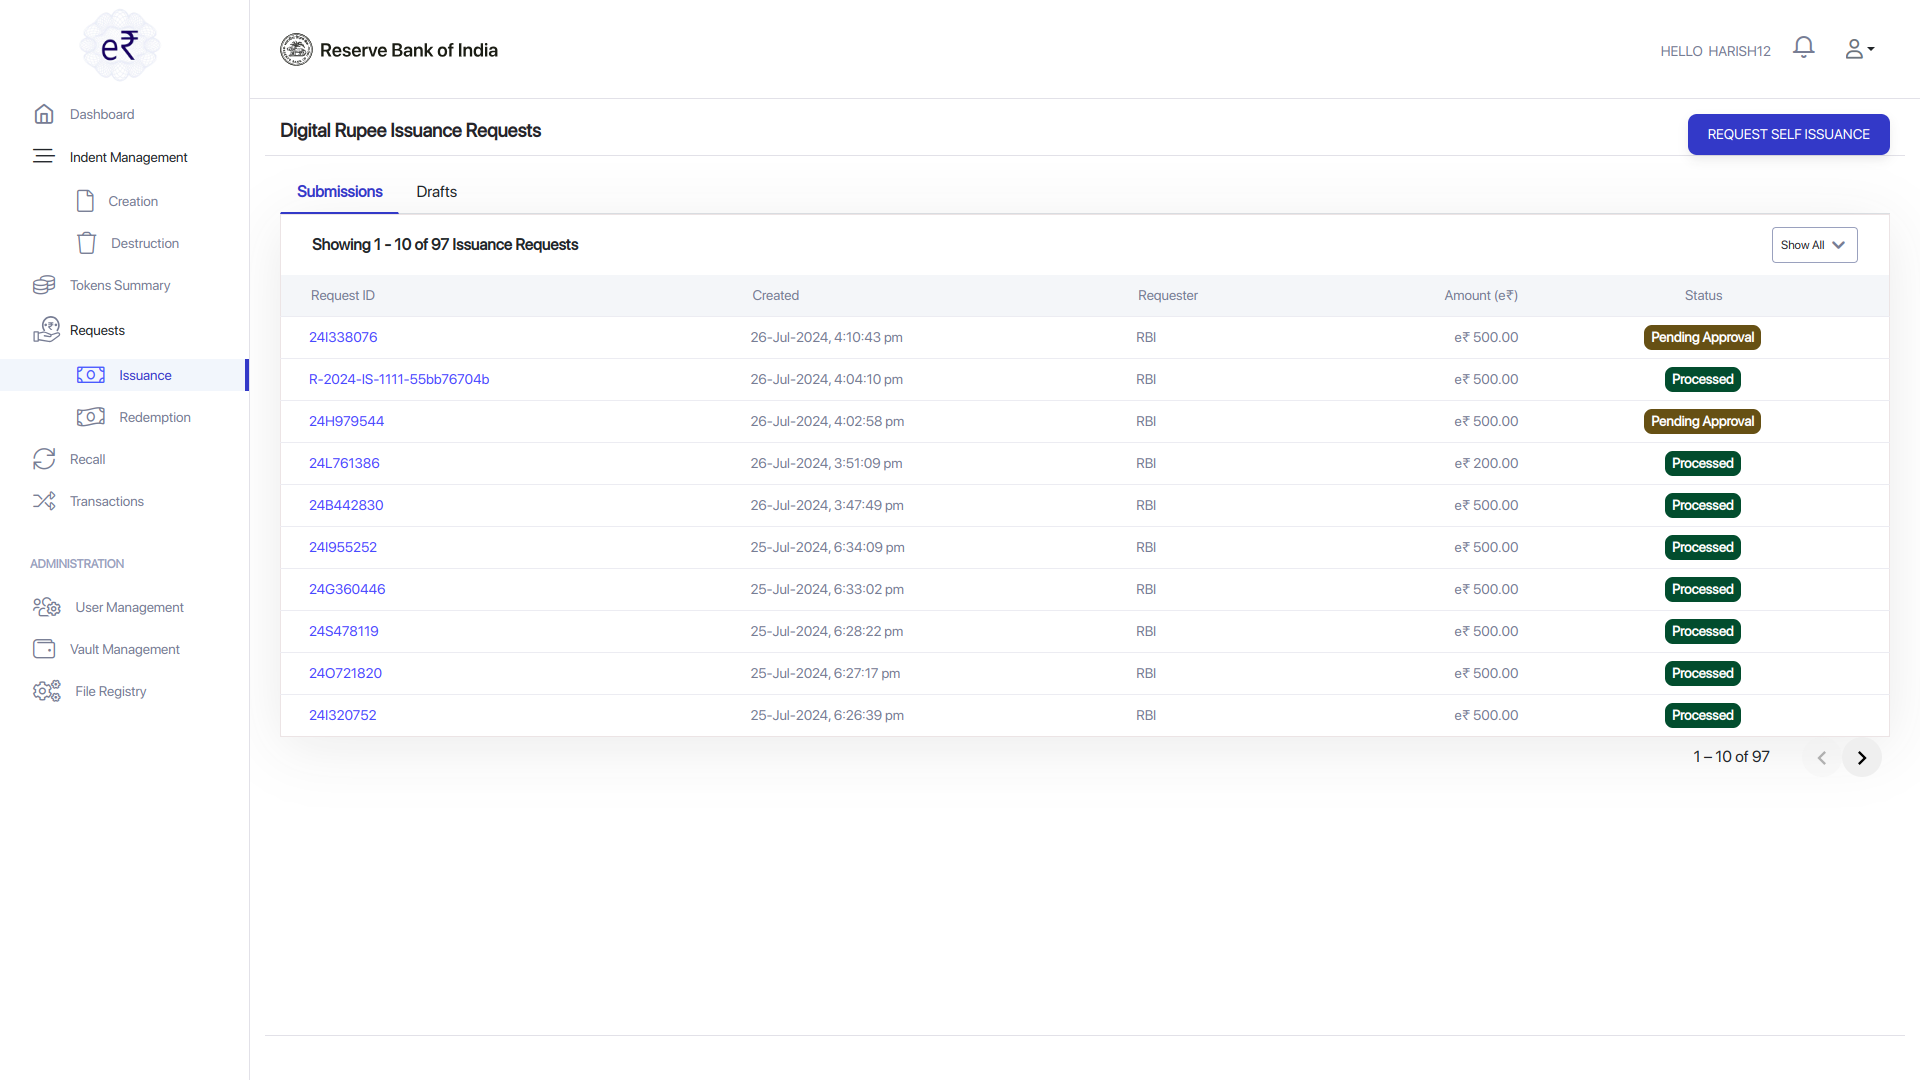 e₹
Reserve Bank of India
HELLO HARISH12
Dashboard
Indent Management
Creation
Destruction
Tokens Summary
Requests
Issuance
Redemption
Recall
Transactions
ADMINISTRATION
User Management
Vault Management
File Registry
Digital Rupee Issuance Requests
REQUEST SELF ISSUANCE
Submissions Drafts
Showing 1 - 10 of 97 Issuance Requests
Show All
Request ID Created Requester Amount (e₹) Status
24I338076 26-Jul-2024, 4:10:43 pm RBI e₹ 500.00 Pending Approval
R-2024-IS-1111-55bb76704b 26-Jul-2024, 4:04:10 pm RBI e₹ 500.00 Processed
24H979544 26-Jul-2024, 4:02:58 pm RBI e₹ 500.00 Pending Approval
24L761386 26-Jul-2024, 3:51:09 pm RBI e₹ 200.00 Processed
24B442830 26-Jul-2024, 3:47:49 pm RBI e₹ 500.00 Processed
24I955252 25-Jul-2024, 6:34:09 pm RBI e₹ 500.00 Processed
24G360446 25-Jul-2024, 6:33:02 pm RBI e₹ 500.00 Processed
24S478119 25-Jul-2024, 6:28:22 pm RBI e₹ 500.00 Processed
24O721820 25-Jul-2024, 6:27:17 pm RBI e₹ 500.00 Processed
24I320752 25-Jul-2024, 6:26:39 pm RBI e₹ 500.00 Processed
1 – 10 of 97